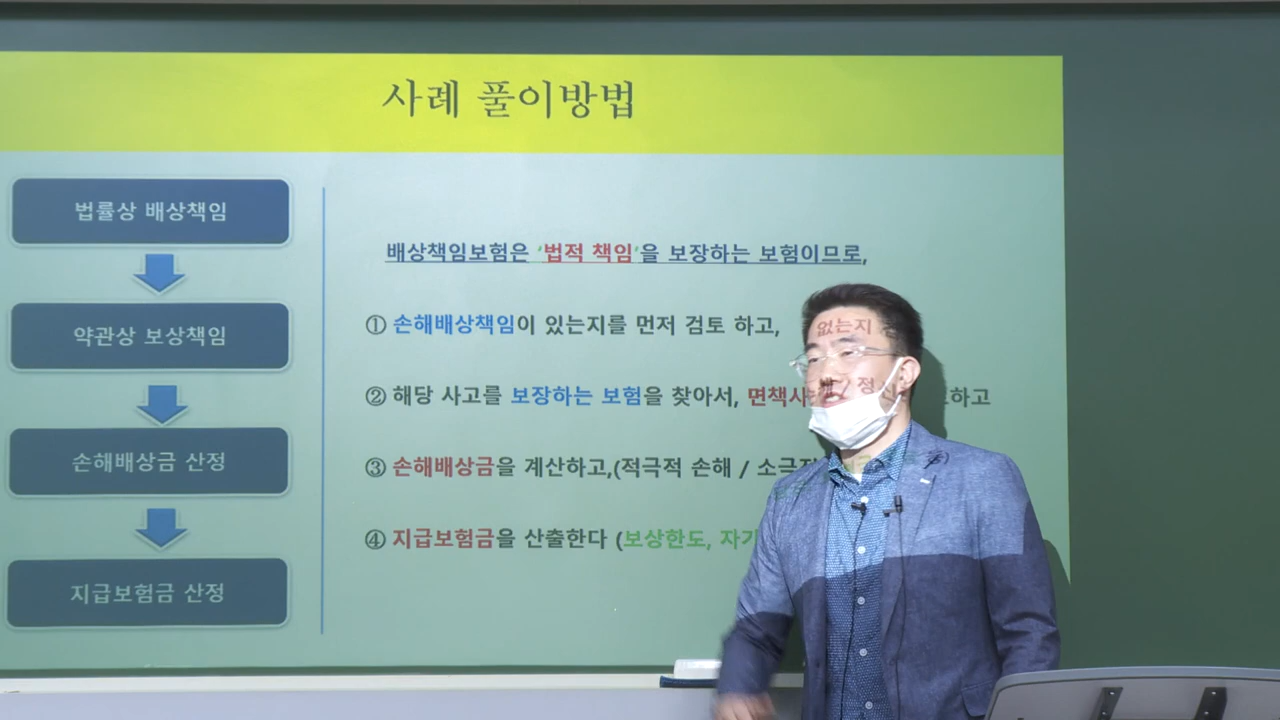 사례 풀이방법
법률상 배상책임
약관상 보상책임
손해배상금 산정
지급보험금 산정
배상책임보험은 '법적 책임'을 보장하는 보험이므로,
① 손해배상책임이 있는지를 먼저 검토 하고,
② 해당 사고를 보장하는 보험을 찾아서, 면책사 없는지 정 하고
③ 손해배상금을 계산하고,(적극적 손해 / 소극
④ 지급보험금을 산출한다 (보상한도, 자기